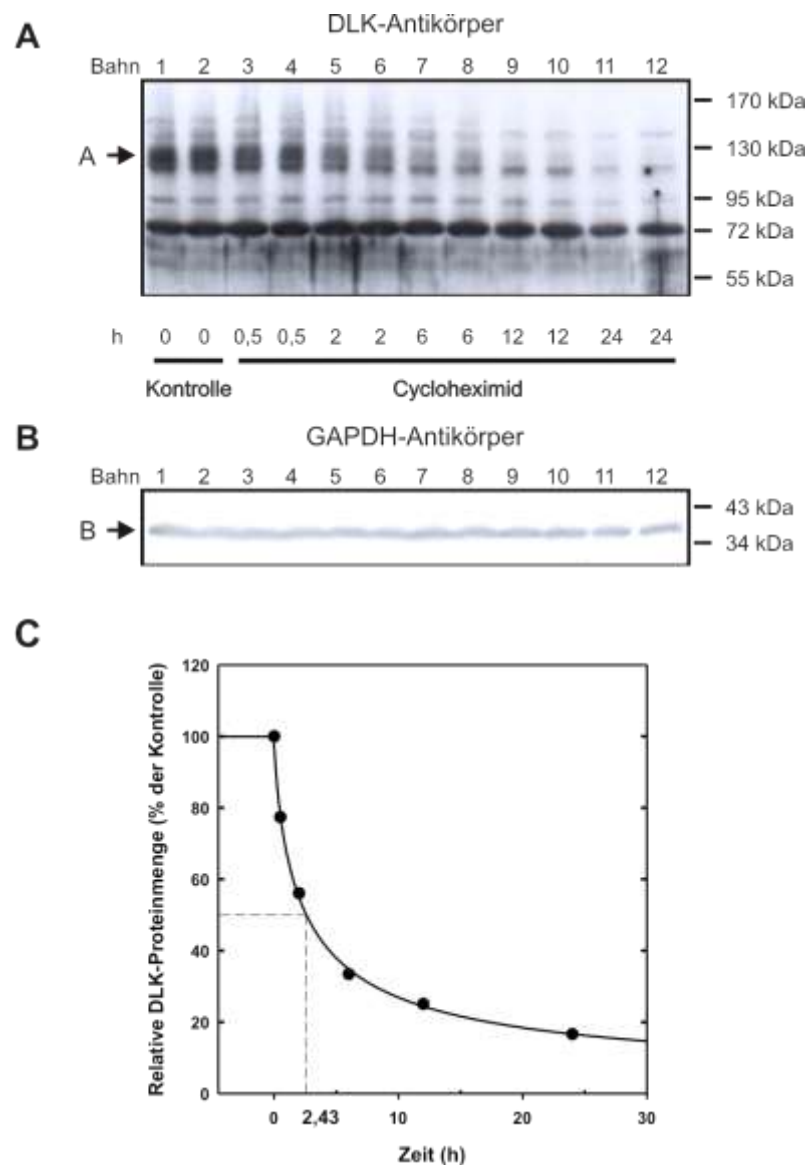 A
DLK-Antikörper
Bahn 1 2 3 4 5 6 7 8 9 10 11 12
170 kDa
A
130 kDa
95 kDa
72 kDa
55 kDa
h 0 0 0,5 0,5 2 2 6 6 12 12 24 24
Kontrolle Cycloheximid
B
GAPDH-Antikörper
Bahn 1 2 3 4 5 6 7 8 9 10 11 12
43 kDa
B
34 kDa
C
Relative DLK-Proteinmenge (% der Kontrolle)
120
100
80
60
40
20
0
0 2,43 10 20 30
Zeit (h)